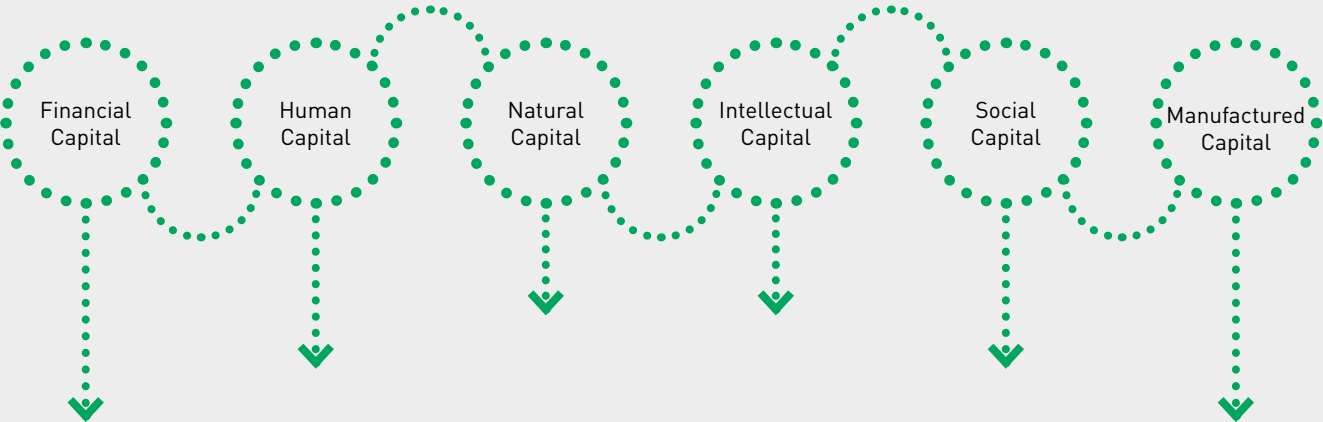 Financial
Capital
Human
Capital
Natural
Capital
Intellectual
Capital
Social
Capital
Manufactured
Capital